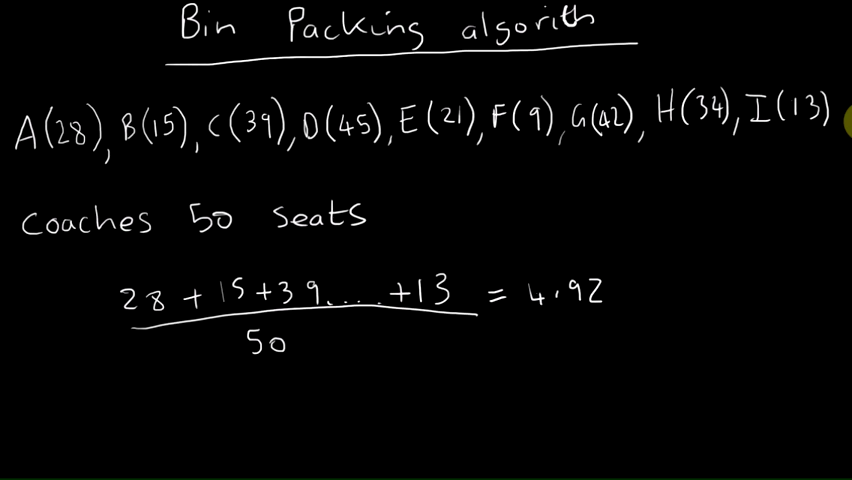 Bin Packing algorith
A(28), B(15), C(39), D(45), E(21), F(9), G(42), H(34), I(13)
coaches 50 seats
28 + 15 + 39 .... + 13 = 4.92
50